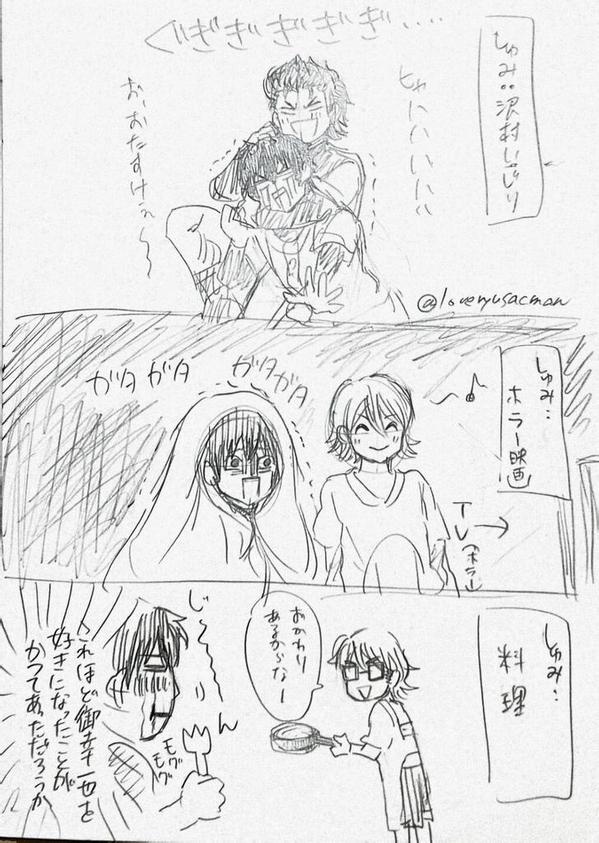 しゅみ：沢村いじり
ぐぎぎぎぎぎ‥‥
ヒャハハハハハ
お、おたすけぇ〜〜
@loveryusacman
しゅみ：ホラー映画
〜♪
ガタガタ
ガタガタ
TV(ホラー)→
しゅみ：料理
おかわり
あるからなー
じ〜〜〜ん
モグ
モグ
これほど御幸一也を
好きになったことが
かつてあっただろうか